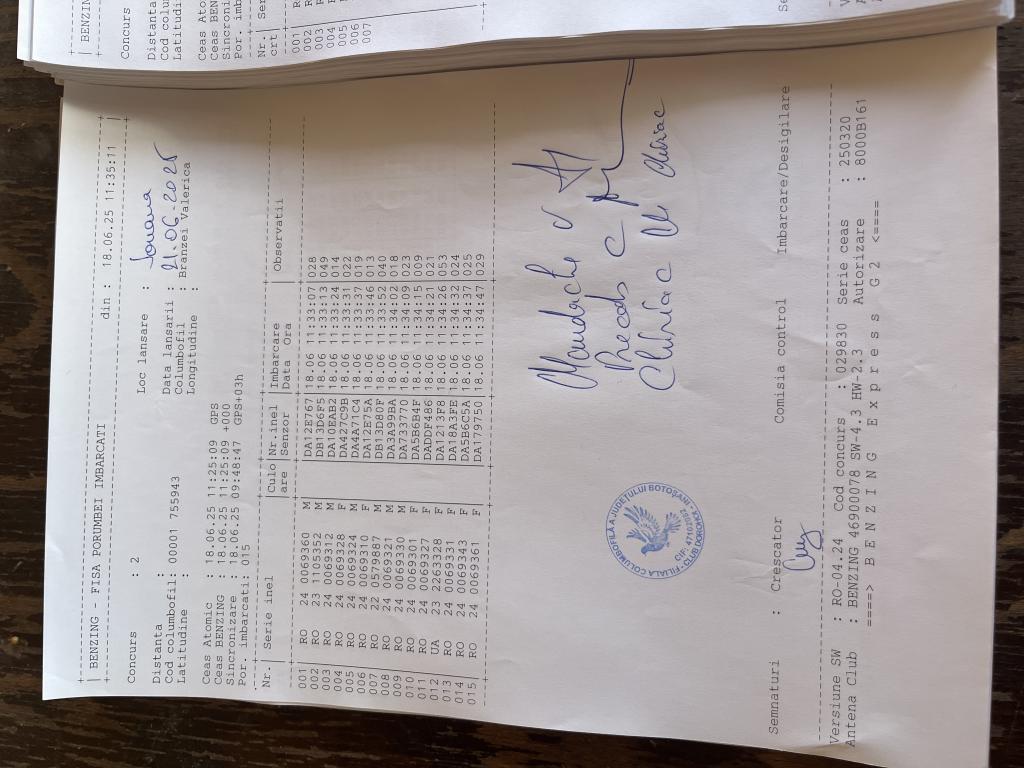 BENZING - FISA PORUMBEI IMBARCATI din : 18.06.25 11:35:11
Concurs : 2 Loc lansare :
Distanta : Data lansarii : 21.06.2025
Cod columbofil: 00001 755943 Columbofil : Branzei Valerica
Latitudine : Longitudine :
Ceas Atomic : 18.06.25 11:25:09 GPS
Ceas BENZING : 18.06.25 11:25:09 +000
Sincronizare : 18.06.25 09:48:47 GPS+03h
Por. imbarcati: 015
Nr. | Serie inel |Culo are |Nr.inel Senzor |Imbarcare Data Ora | Observatii
001 | RO 24 0069360 M | |DA12E767|18.06 11:33:07|028
002 | RO 23 1105352 M | |DB13D6F5|18.06 11:33:13|049
003 | RO 24 0069312 M | |DA10EAB2|18.06 11:33:24|014
004 | RO 24 0069328 F | |DA427C9B|18.06 11:33:31|022
005 | RO 24 0069324 M | |DA4A71C4|18.06 11:33:37|019
006 | RO 24 0069310 F | |DA12E75A|18.06 11:33:46|013
007 | RO 22 0579887 M | |DB13D80F|18.06 11:33:52|040
008 | RO 24 0069321 M | |DA3A99BA|18.06 11:34:02|018
009 | RO 24 0069330 M | |DA733770|18.06 11:34:09|023
010 | RO 24 0069301 F | |DA5B6B4F|18.06 11:34:15|009
011 | RO 24 0069327 F | |DADDF486|18.06 11:34:21|021
012 | UA 23 2263328 F | |DA1213F8|18.06 11:34:26|053
013 | RO 24 0069331 F | |DA18A3FE|18.06 11:34:32|024
014 | RO 24 0069348 F | |DA5B6C5A|18.06 11:34:37|025
015 | RO 24 0069361 F | |DA179750|18.06 11:34:47|029
Mandache
Chiriac
FILIALA COLUMBOFILA A JUDEȚULUI BOTOȘANI
Semnaturi : Crescator Comisia control Imbarcare/Desigilare
Versiune SW : RO-04.24 Cod concurs : 029830 Serie ceas : 250320
Antena Club : BENZING 46900078 SW-4.3 HW-2.3 Autorizare : 8000B161
====> B E N Z I N G E x p r e s s G 2 <====